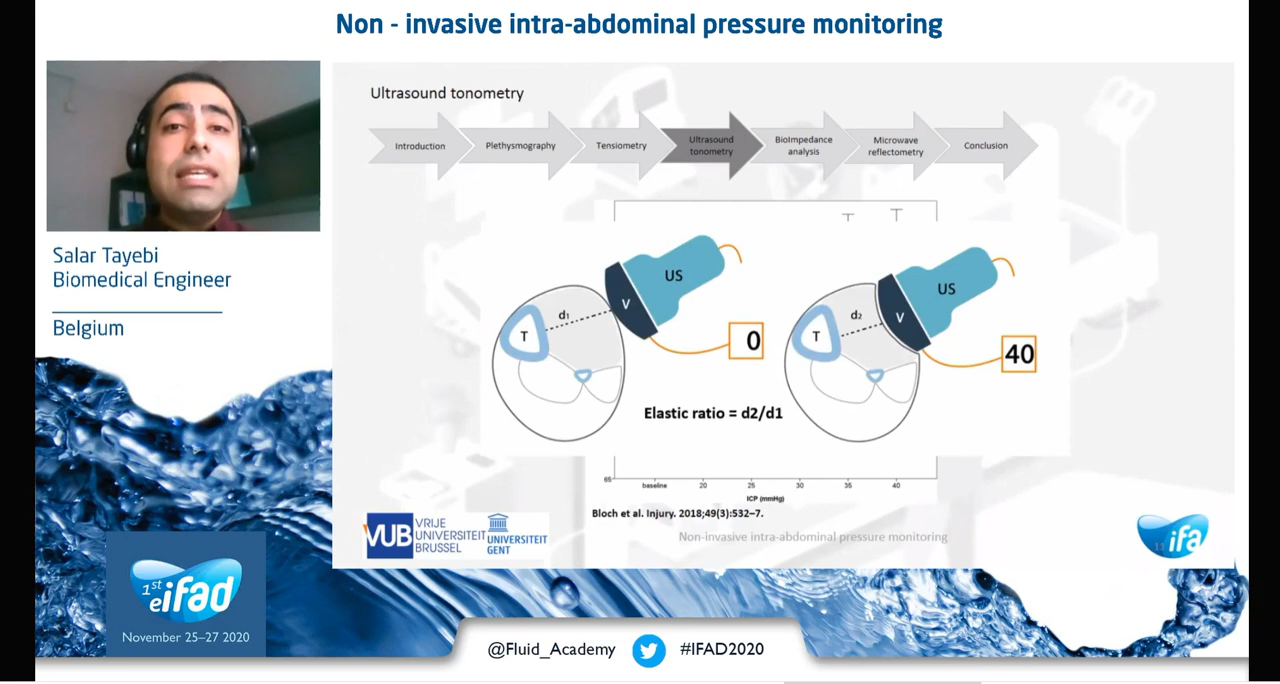 Non - invasive intra-abdominal pressure monitoring
Salar Tayebi
Biomedical Engineer
Belgium
Ultrasound tonometry
Introduction
Plethysmography
Tensiometry
Ultrasound
tonometry
BioImpedance
analysis
Microwave
reflectometry
Conclusion
US
V
d1
T
0
US
V
d2
T
40
Elastic ratio = d2/d1
65
baseline 20 25 30 35 40
ICP (mmHg)
Bloch et al. Injury. 2018;49(3):532–7.
Non-invasive intra-abdominal pressure monitoring
VUB
VRIJE
UNIVERSITEIT
BRUSSEL
UNIVERSITEIT
GENT
ifa
1st
eifad
November 25–27 2020
@Fluid_Academy
#IFAD2020